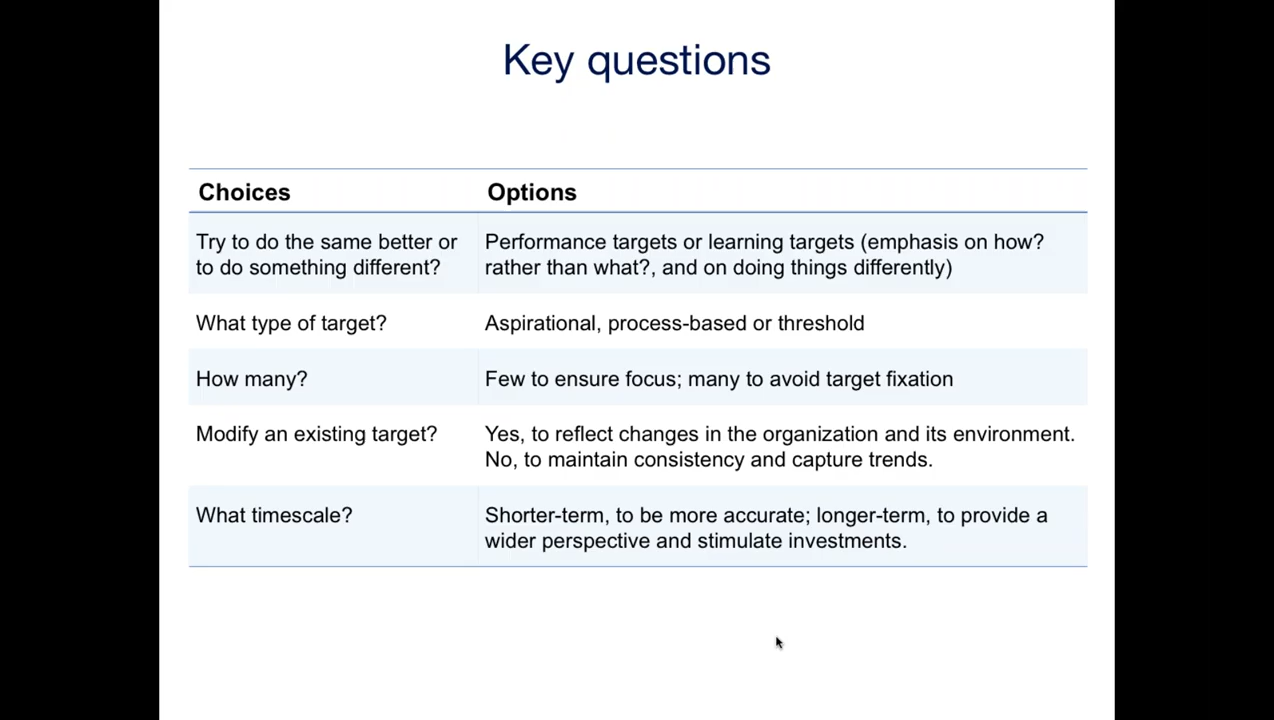 Key questions
Choices
Options
Try to do the same better or
to do something different?
Performance targets or learning targets (emphasis on how?
rather than what?, and on doing things differently)
What type of target?
Aspirational, process-based or threshold
How many?
Few to ensure focus; many to avoid target fixation
Modify an existing target?
Yes, to reflect changes in the organization and its environment.
No, to maintain consistency and capture trends.
What timescale?
Shorter-term, to be more accurate; longer-term, to provide a
wider perspective and stimulate investments.